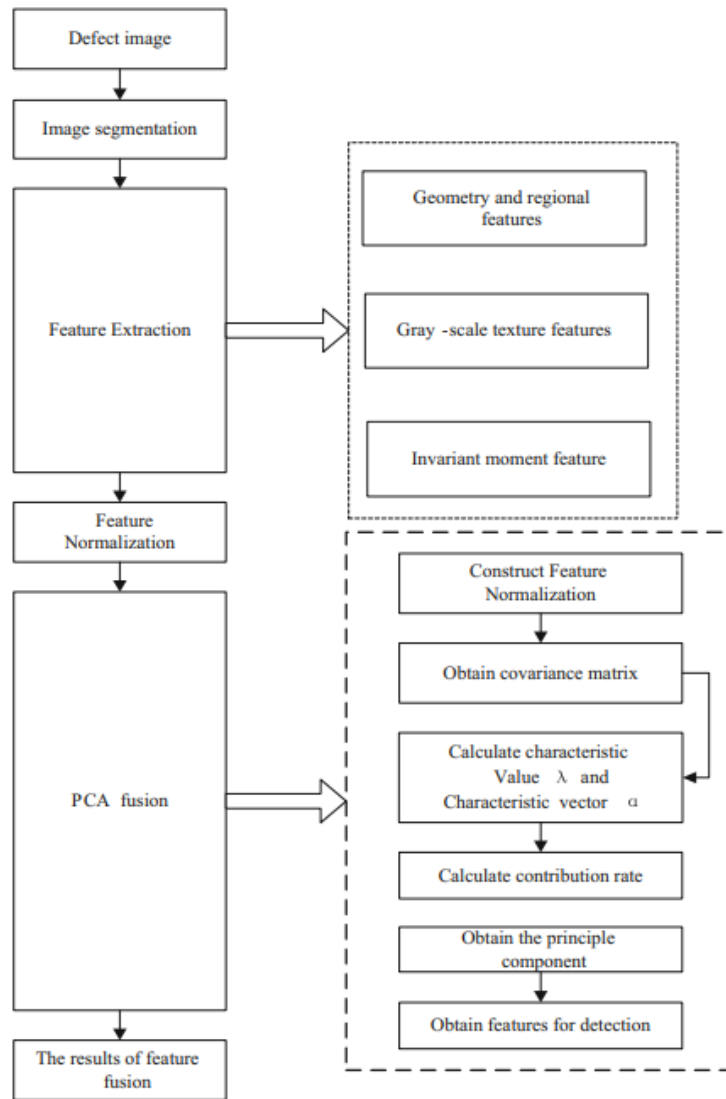 Defect image
Image segmentation
Feature Extraction
Feature
Normalization
PCA fusion
The results of feature
fusion
Geometry and regional
features
Gray -scale texture features
Invariant moment feature
Construct Feature
Normalization
Obtain covariance matrix
Calculate characteristic
Value λ and
Characteristic vector α
Calculate contribution rate
Obtain the principle
component
Obtain features for detection